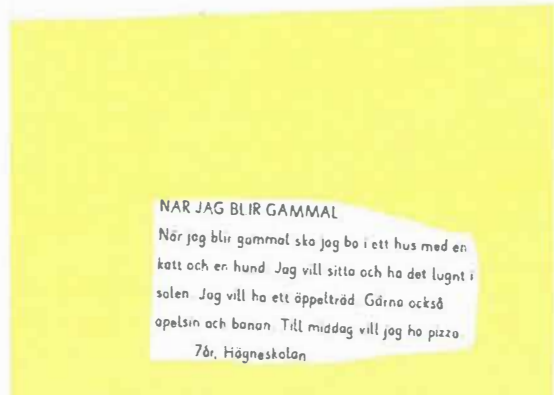 NÄR JAG BLIR GAMMAL
När jag blir gammal ska jag bo i ett hus med en
katt och en hund. Jag vill sitta och ha det lugnt i
solen. Jag vill ha ett äppelträd. Gärna också
apelsin och banan. Till middag vill jag ha pizza.
7år, Högneskolan